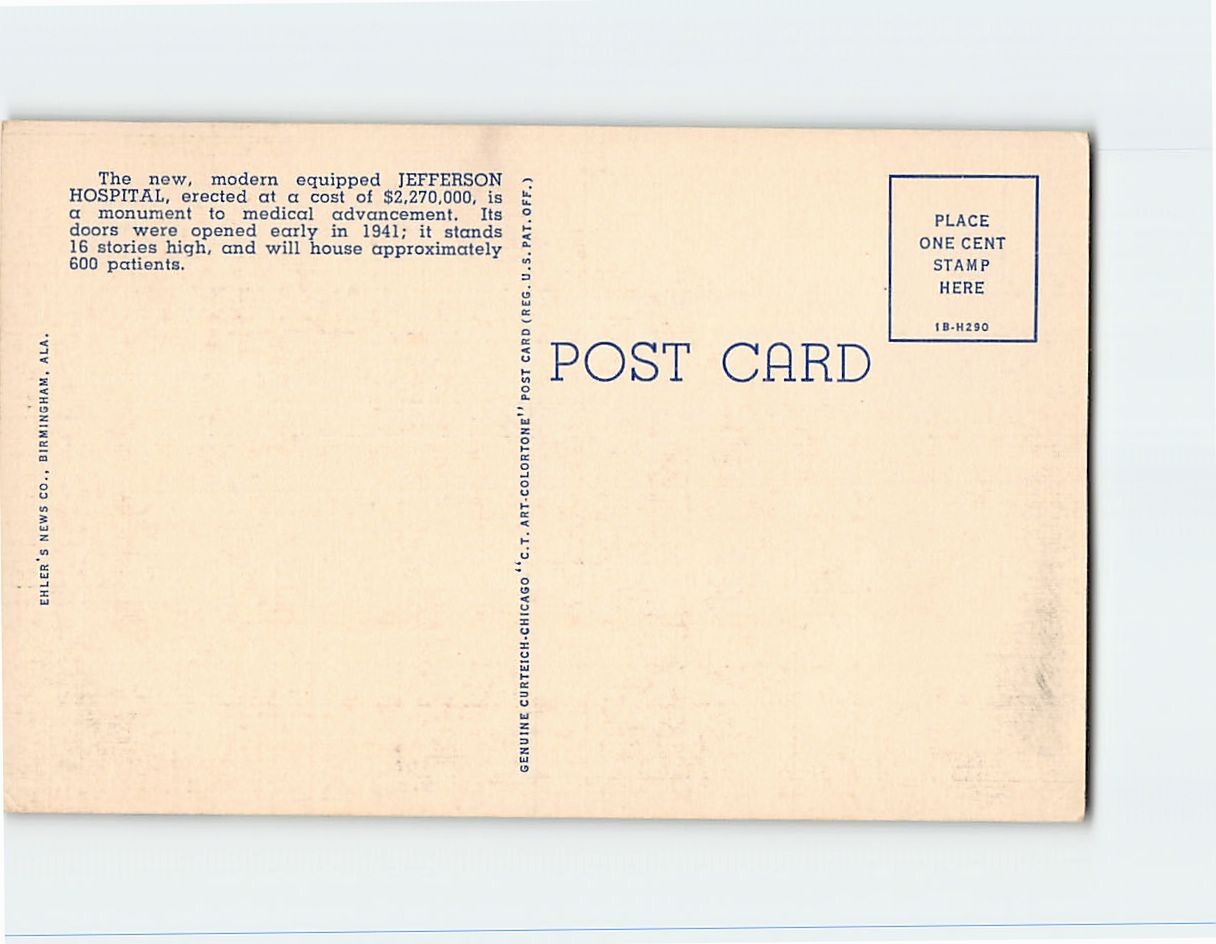 The new, modern equipped JEFFERSON
HOSPITAL, erected at a cost of $2,270,000, is
a monument to medical advancement. Its
doors were opened early in 1941; it stands
16 stories high, and will house approximately
600 patients.
EHLER'S NEWS CO., BIRMINGHAM, ALA.
GENUINE CURTEICH-CHICAGO "C.T. ART-COLORTONE" POST CARD (REG. U.S. PAT. OFF.)
POST CARD
PLACE
ONE CENT
STAMP
HERE
1B-H290